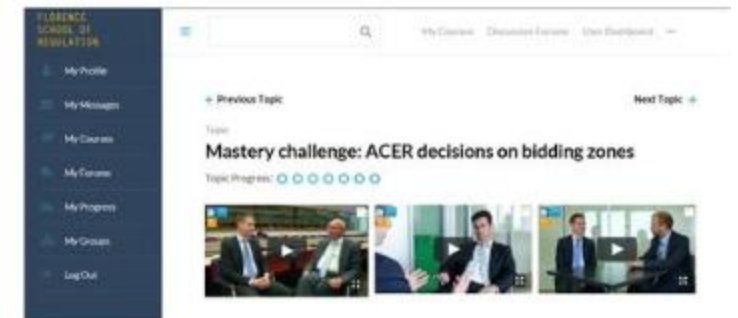 FLORENCE
SCHOOL OF
REGULATION
My Profile
My Messages
My Courses
My Forums
My Progress
My Groups
Log Out
My Courses Discussion Forums User Dashboard
+ Previous Topic
Next Topic +
Topic
Mastery challenge: ACER decisions on bidding zones
Topic Progress: